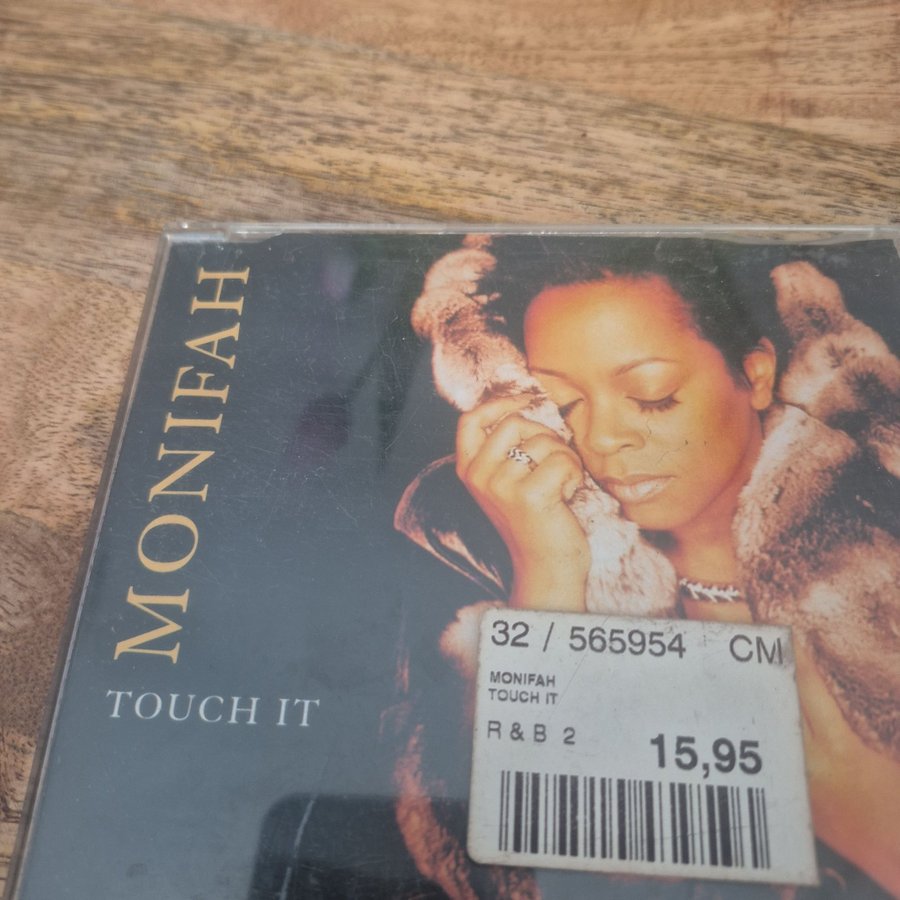 MONIFAH
TOUCH IT
32 / 565954 CM
MONIFAH
TOUCH IT
R & B 2
15,95